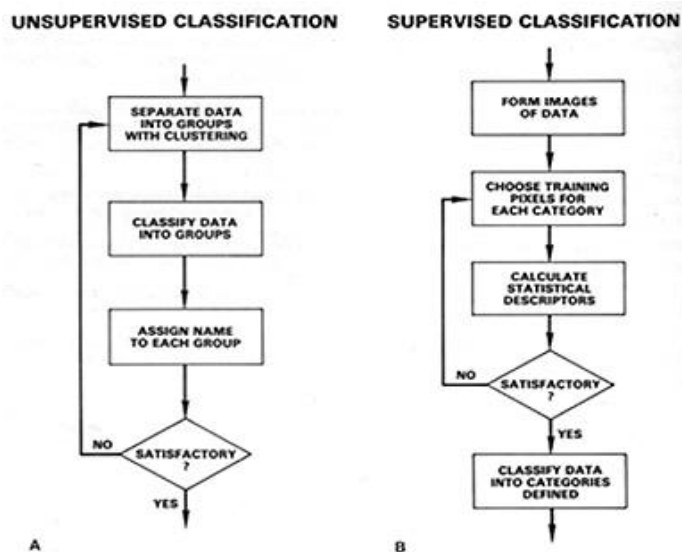 UNSUPERVISED CLASSIFICATION
SEPARATE DATA
INTO GROUPS
WITH CLUSTERING
CLASSIFY DATA
INTO GROUPS
ASSIGN NAME
TO EACH GROUP
SATISFACTORY
?
NO
YES
A
SUPERVISED CLASSIFICATION
FORM IMAGES
OF DATA
CHOOSE TRAINING
PIXELS FOR
EACH CATEGORY
CALCULATE
STATISTICAL
DESCRIPTORS
SATISFACTORY
?
NO
YES
CLASSIFY DATA
INTO CATEGORIES
DEFINED
B